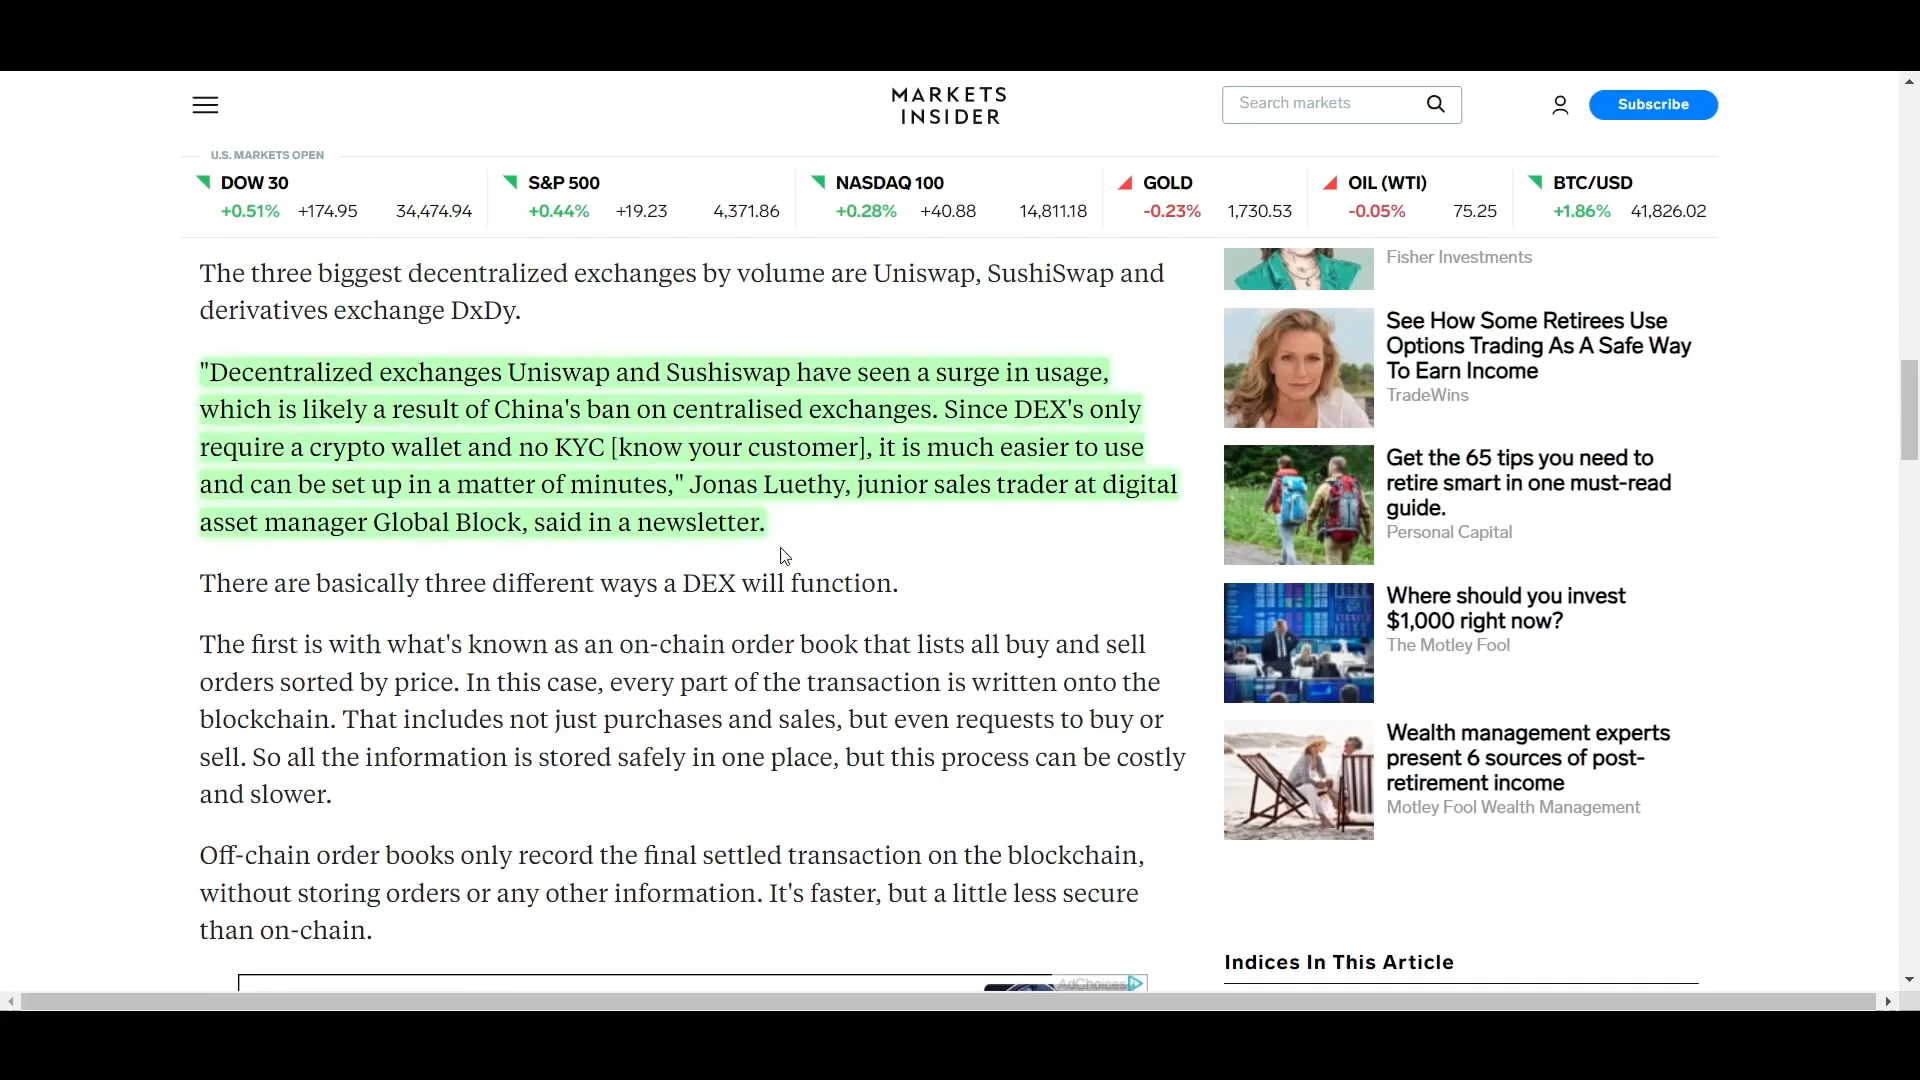 MARKETS
INSIDER
Search markets
Subscribe
U.S. MARKETS OPEN
DOW 30
+0.51% +174.95 34,474.94
S&P 500
+0.44% +19.23 4,371.86
NASDAQ 100
+0.28% +40.88 14,811.18
GOLD
-0.23% 1,730.53
OIL (WTI)
-0.05% 75.25
BTC/USD
+1.86% 41,826.02
The three biggest decentralized exchanges by volume are Uniswap, SushiSwap and
derivatives exchange DxDy.
"Decentralized exchanges Uniswap and Sushiswap have seen a surge in usage,
which is likely a result of China's ban on centralised exchanges. Since DEX's only
require a crypto wallet and no KYC [know your customer], it is much easier to use
and can be set up in a matter of minutes," Jonas Luethy, junior sales trader at digital
asset manager Global Block, said in a newsletter.
There are basically three different ways a DEX will function.
The first is with what's known as an on-chain order book that lists all buy and sell
orders sorted by price. In this case, every part of the transaction is written onto the
blockchain. That includes not just purchases and sales, but even requests to buy or
sell. So all the information is stored safely in one place, but this process can be costly
and slower.
Off-chain order books only record the final settled transaction on the blockchain,
without storing orders or any other information. It's faster, but a little less secure
than on-chain.
AdChoices
Fisher Investments
See How Some Retirees Use
Options Trading As A Safe Way
To Earn Income
TradeWins
Get the 65 tips you need to
retire smart in one must-read
guide.
Personal Capital
Where should you invest
$1,000 right now?
The Motley Fool
Wealth management experts
present 6 sources of post-
retirement income
Motley Fool Wealth Management
Indices In This Article